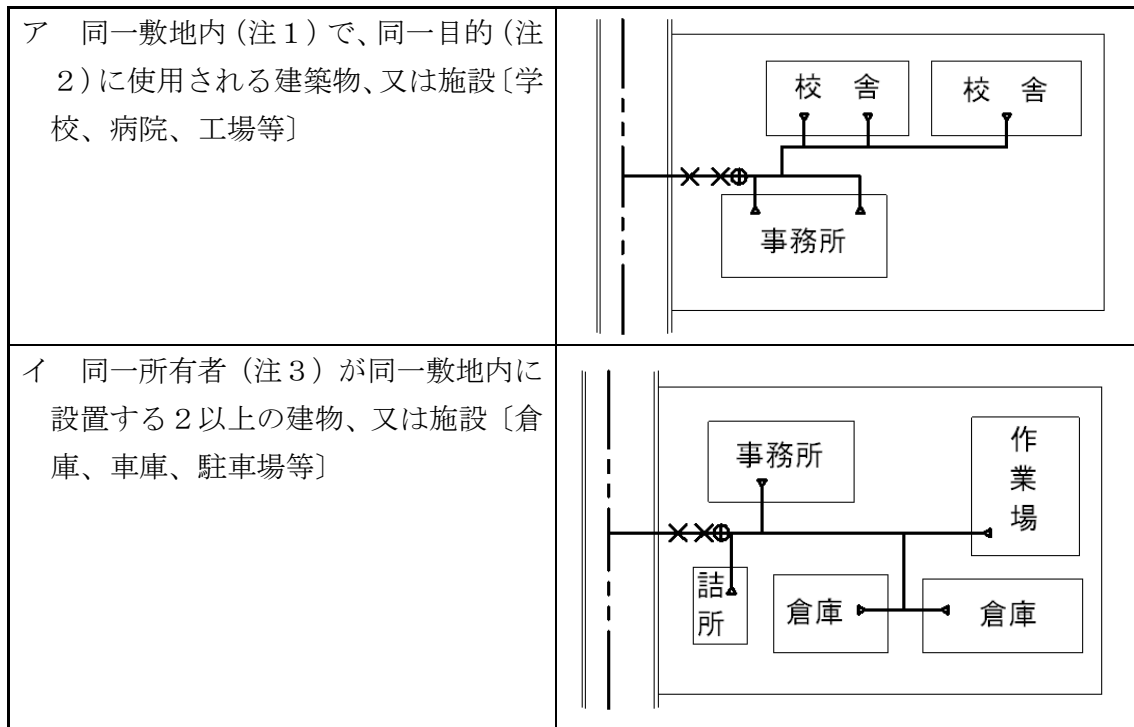 ア 同一敷地内(注１)で、同一目的(注
２)に使用される建築物、又は施設〔学
校、病院、工場等〕
校 舎
校 舎
事務所
イ 同一所有者（注３）が同一敷地内に
設置する２以上の建物、又は施設〔倉
庫、車庫、駐車場等〕
事務所
作業場
詰所
倉庫
倉庫